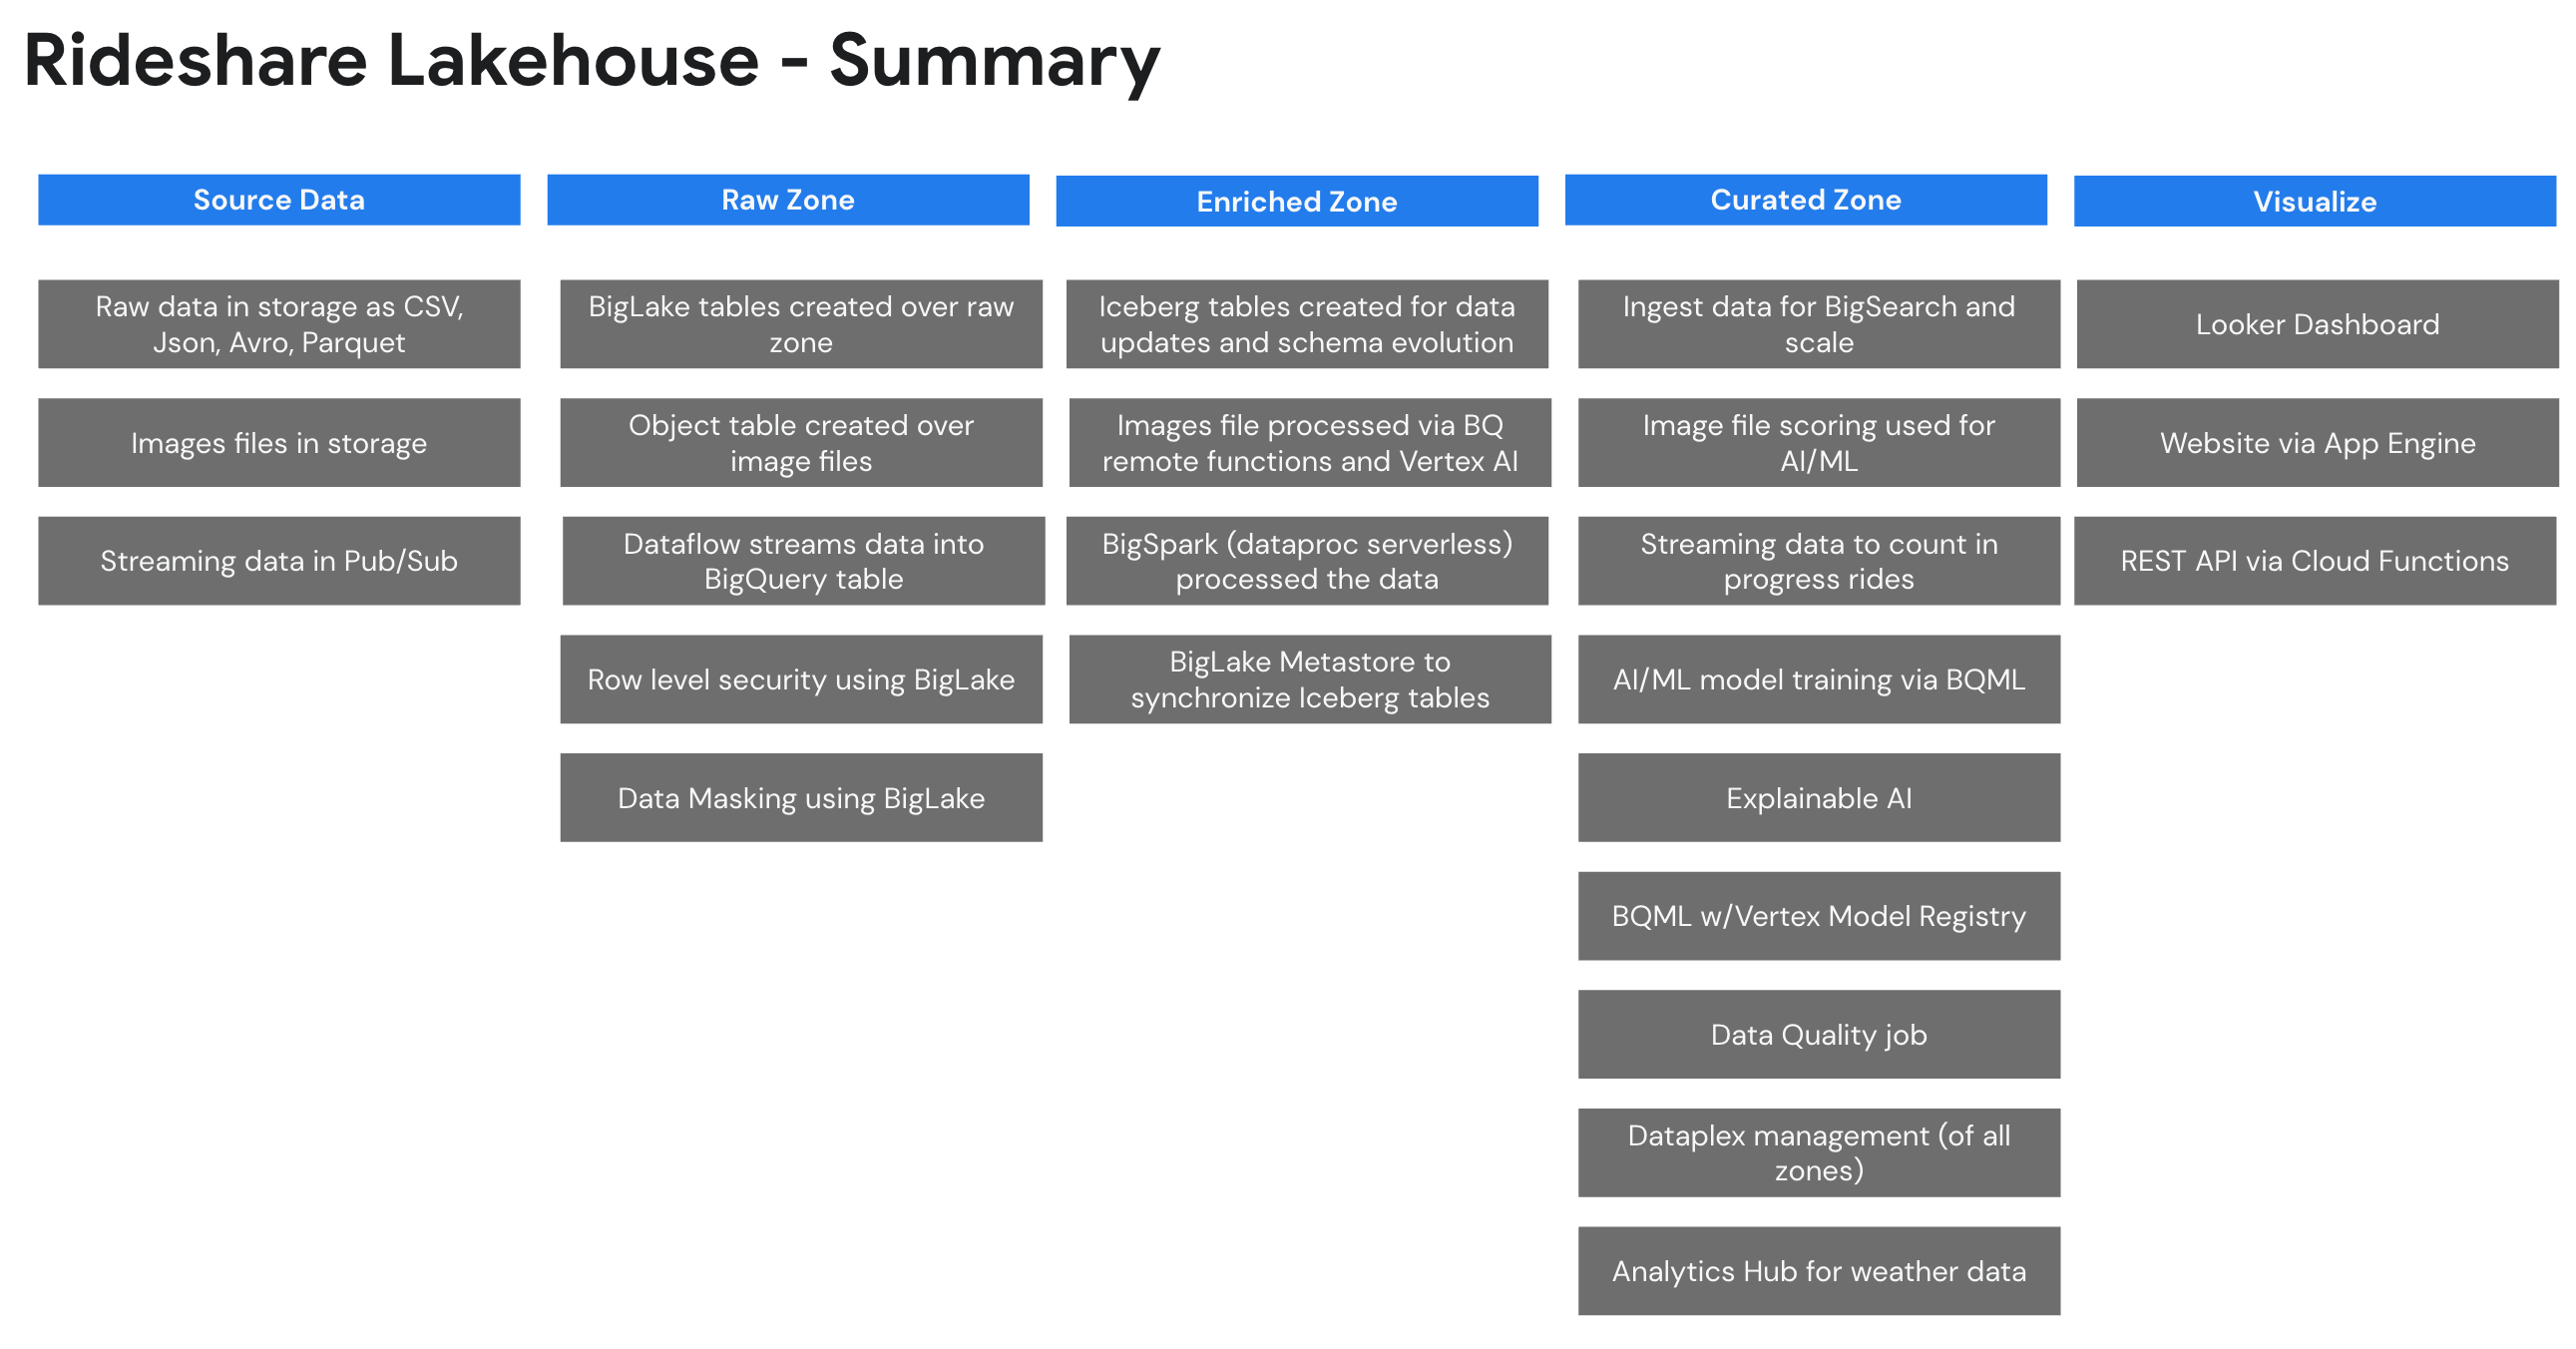 Rideshare Lakehouse - Summary
Source Data
Raw data in storage as CSV,
Json, Avro, Parquet
Images files in storage
Streaming data in Pub/Sub
Raw Zone
BigLake tables created over raw
zone
Object table created over
image files
Dataflow streams data into
BigQuery table
Row level security using BigLake
Data Masking using BigLake
Enriched Zone
Iceberg tables created for data
updates and schema evolution
Images file processed via BQ
remote functions and Vertex AI
BigSpark (dataproc serverless)
processed the data
BigLake Metastore to
synchronize Iceberg tables
Curated Zone
Ingest data for BigSearch and
scale
Image file scoring used for
AI/ML
Streaming data to count in
progress rides
AI/ML model training via BQML
Explainable AI
BQML w/Vertex Model Registry
Data Quality job
Dataplex management (of all
zones)
Analytics Hub for weather data
Visualize
Looker Dashboard
Website via App Engine
REST API via Cloud Functions